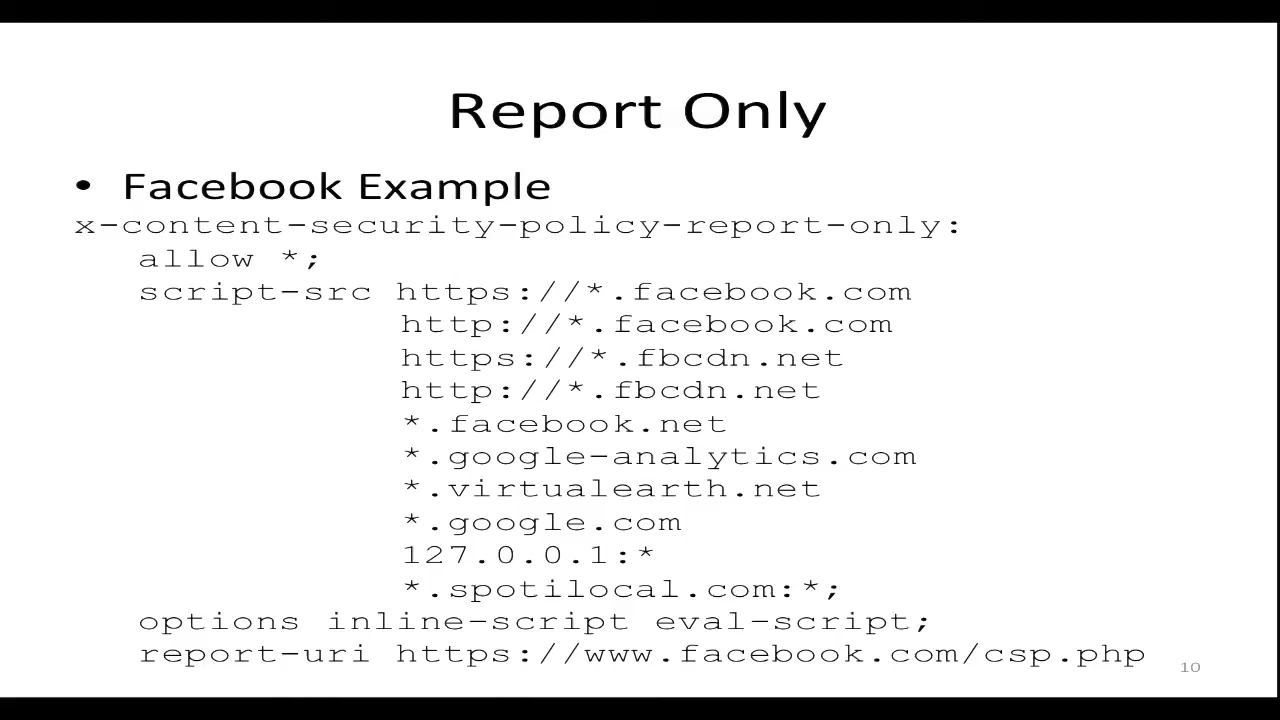 Report Only
• Facebook Example
x-content-security-policy-report-only:
allow *;
script-src https://*.facebook.com
http://*.facebook.com
https://*.fbcdn.net
http://*.fbcdn.net
*.facebook.net
*.google-analytics.com
*.virtualearth.net
*.google.com
127.0.0.1:*
*.spotilocal.com:*;
options inline-script eval-script;
report-uri https://www.facebook.com/csp.php
10